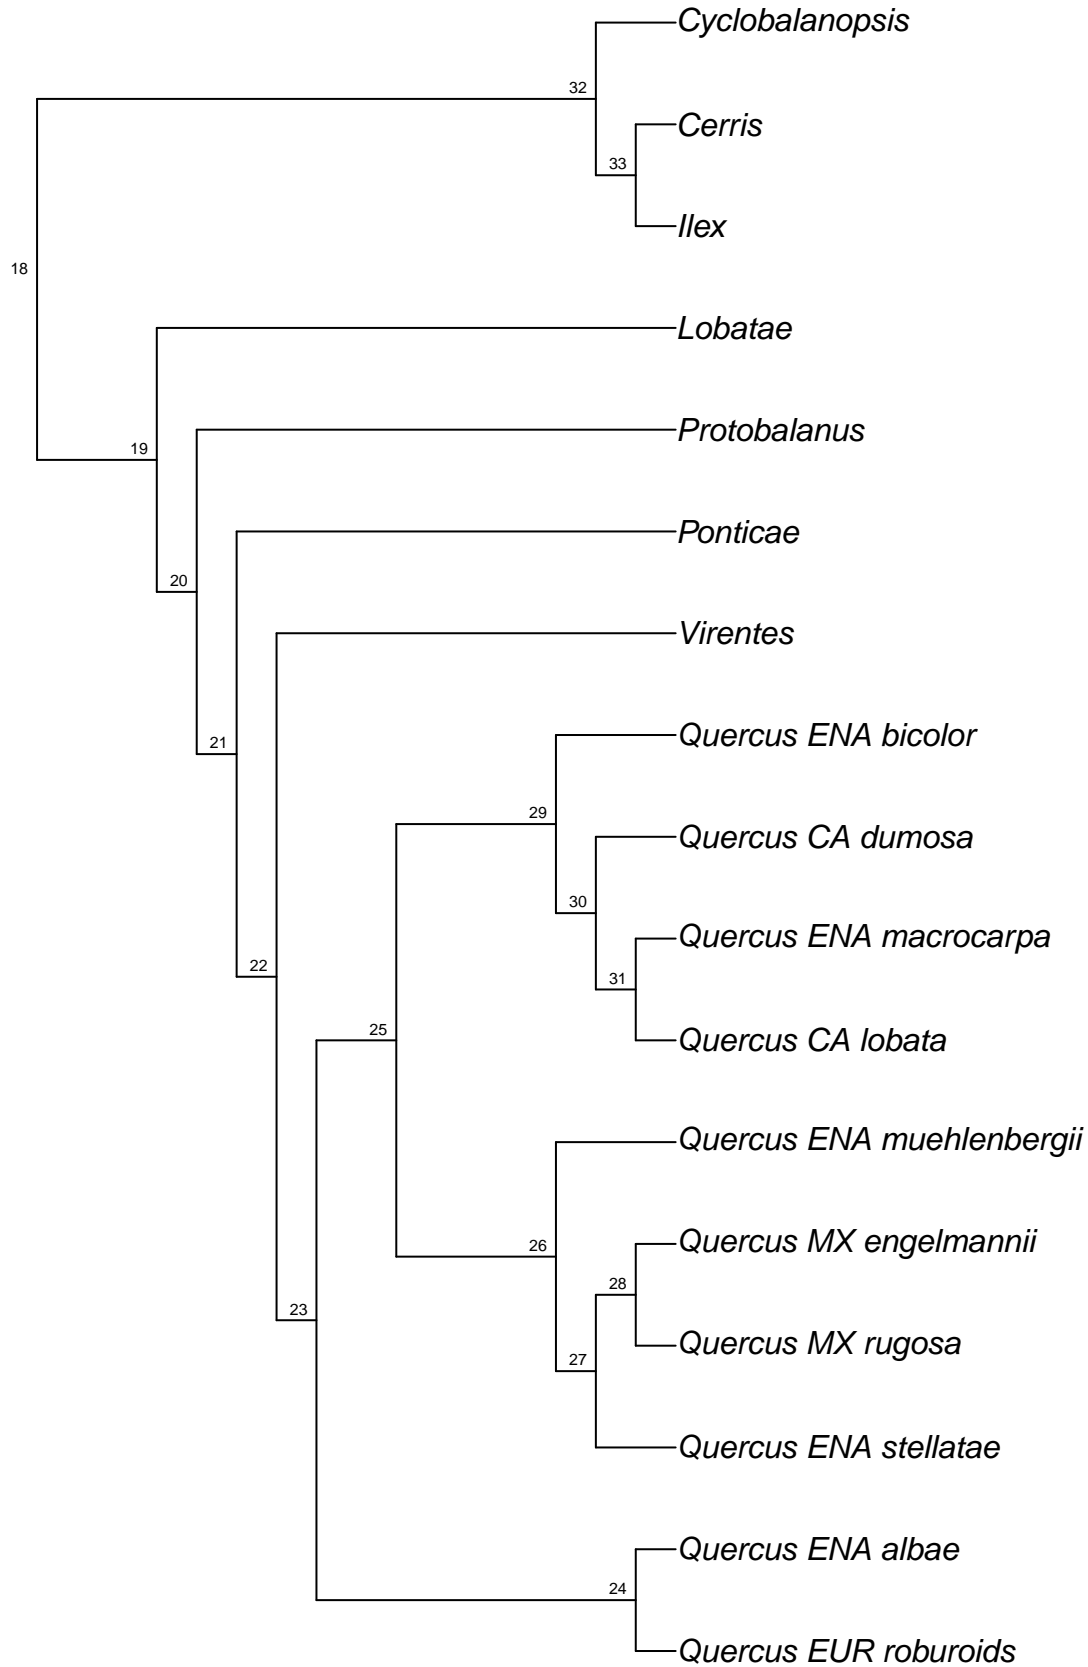 Cyclobalanopsis
32
Cerris
33
Ilex
18
Lobatae
Protobalanus
19
Ponticae
20
Virentes
21
Quercus ENA bicolor
29
Quercus CA dumosa
30
Quercus ENA macrocarpa
22
31
25
Quercus CA lobata
Quercus ENA muehlenbergii
26
Quercus MX engelmannii
28
23
Quercus MX rugosa
27
Quercus ENA stellatae
Quercus ENA albae
24
Quercus EUR roburoids